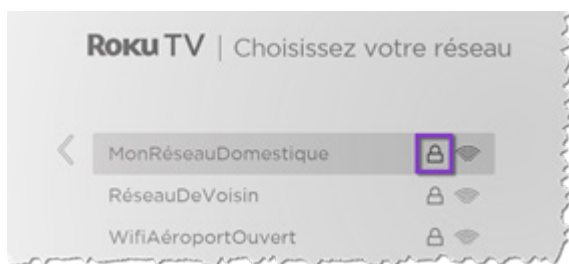 Roku TV | Choisissez votre réseau
MonRéseauDomestique
RéseauDeVoisin
WifiAéroportOuvert